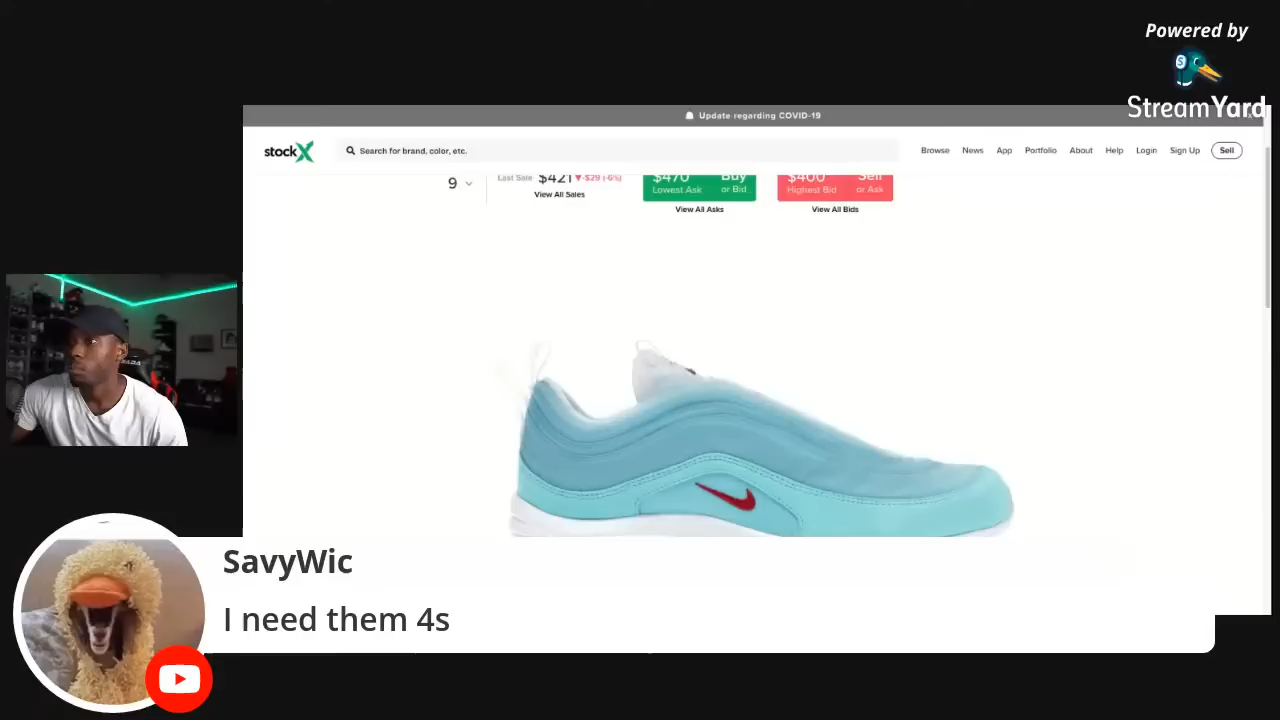 Powered by
StreamYard
Update regarding COVID-19
stockX
Search for brand, color, etc.
Browse
News
App
Portfolio
About
Help
Login
Sign Up
Sell
9
Last Sale $421 ▼-$29 (-6%)
View All Sales
$470 Buy
Lowest Ask or Bid
View All Asks
$400 Sell
Highest Bid or Ask
View All Bids
SavyWic
I need them 4s